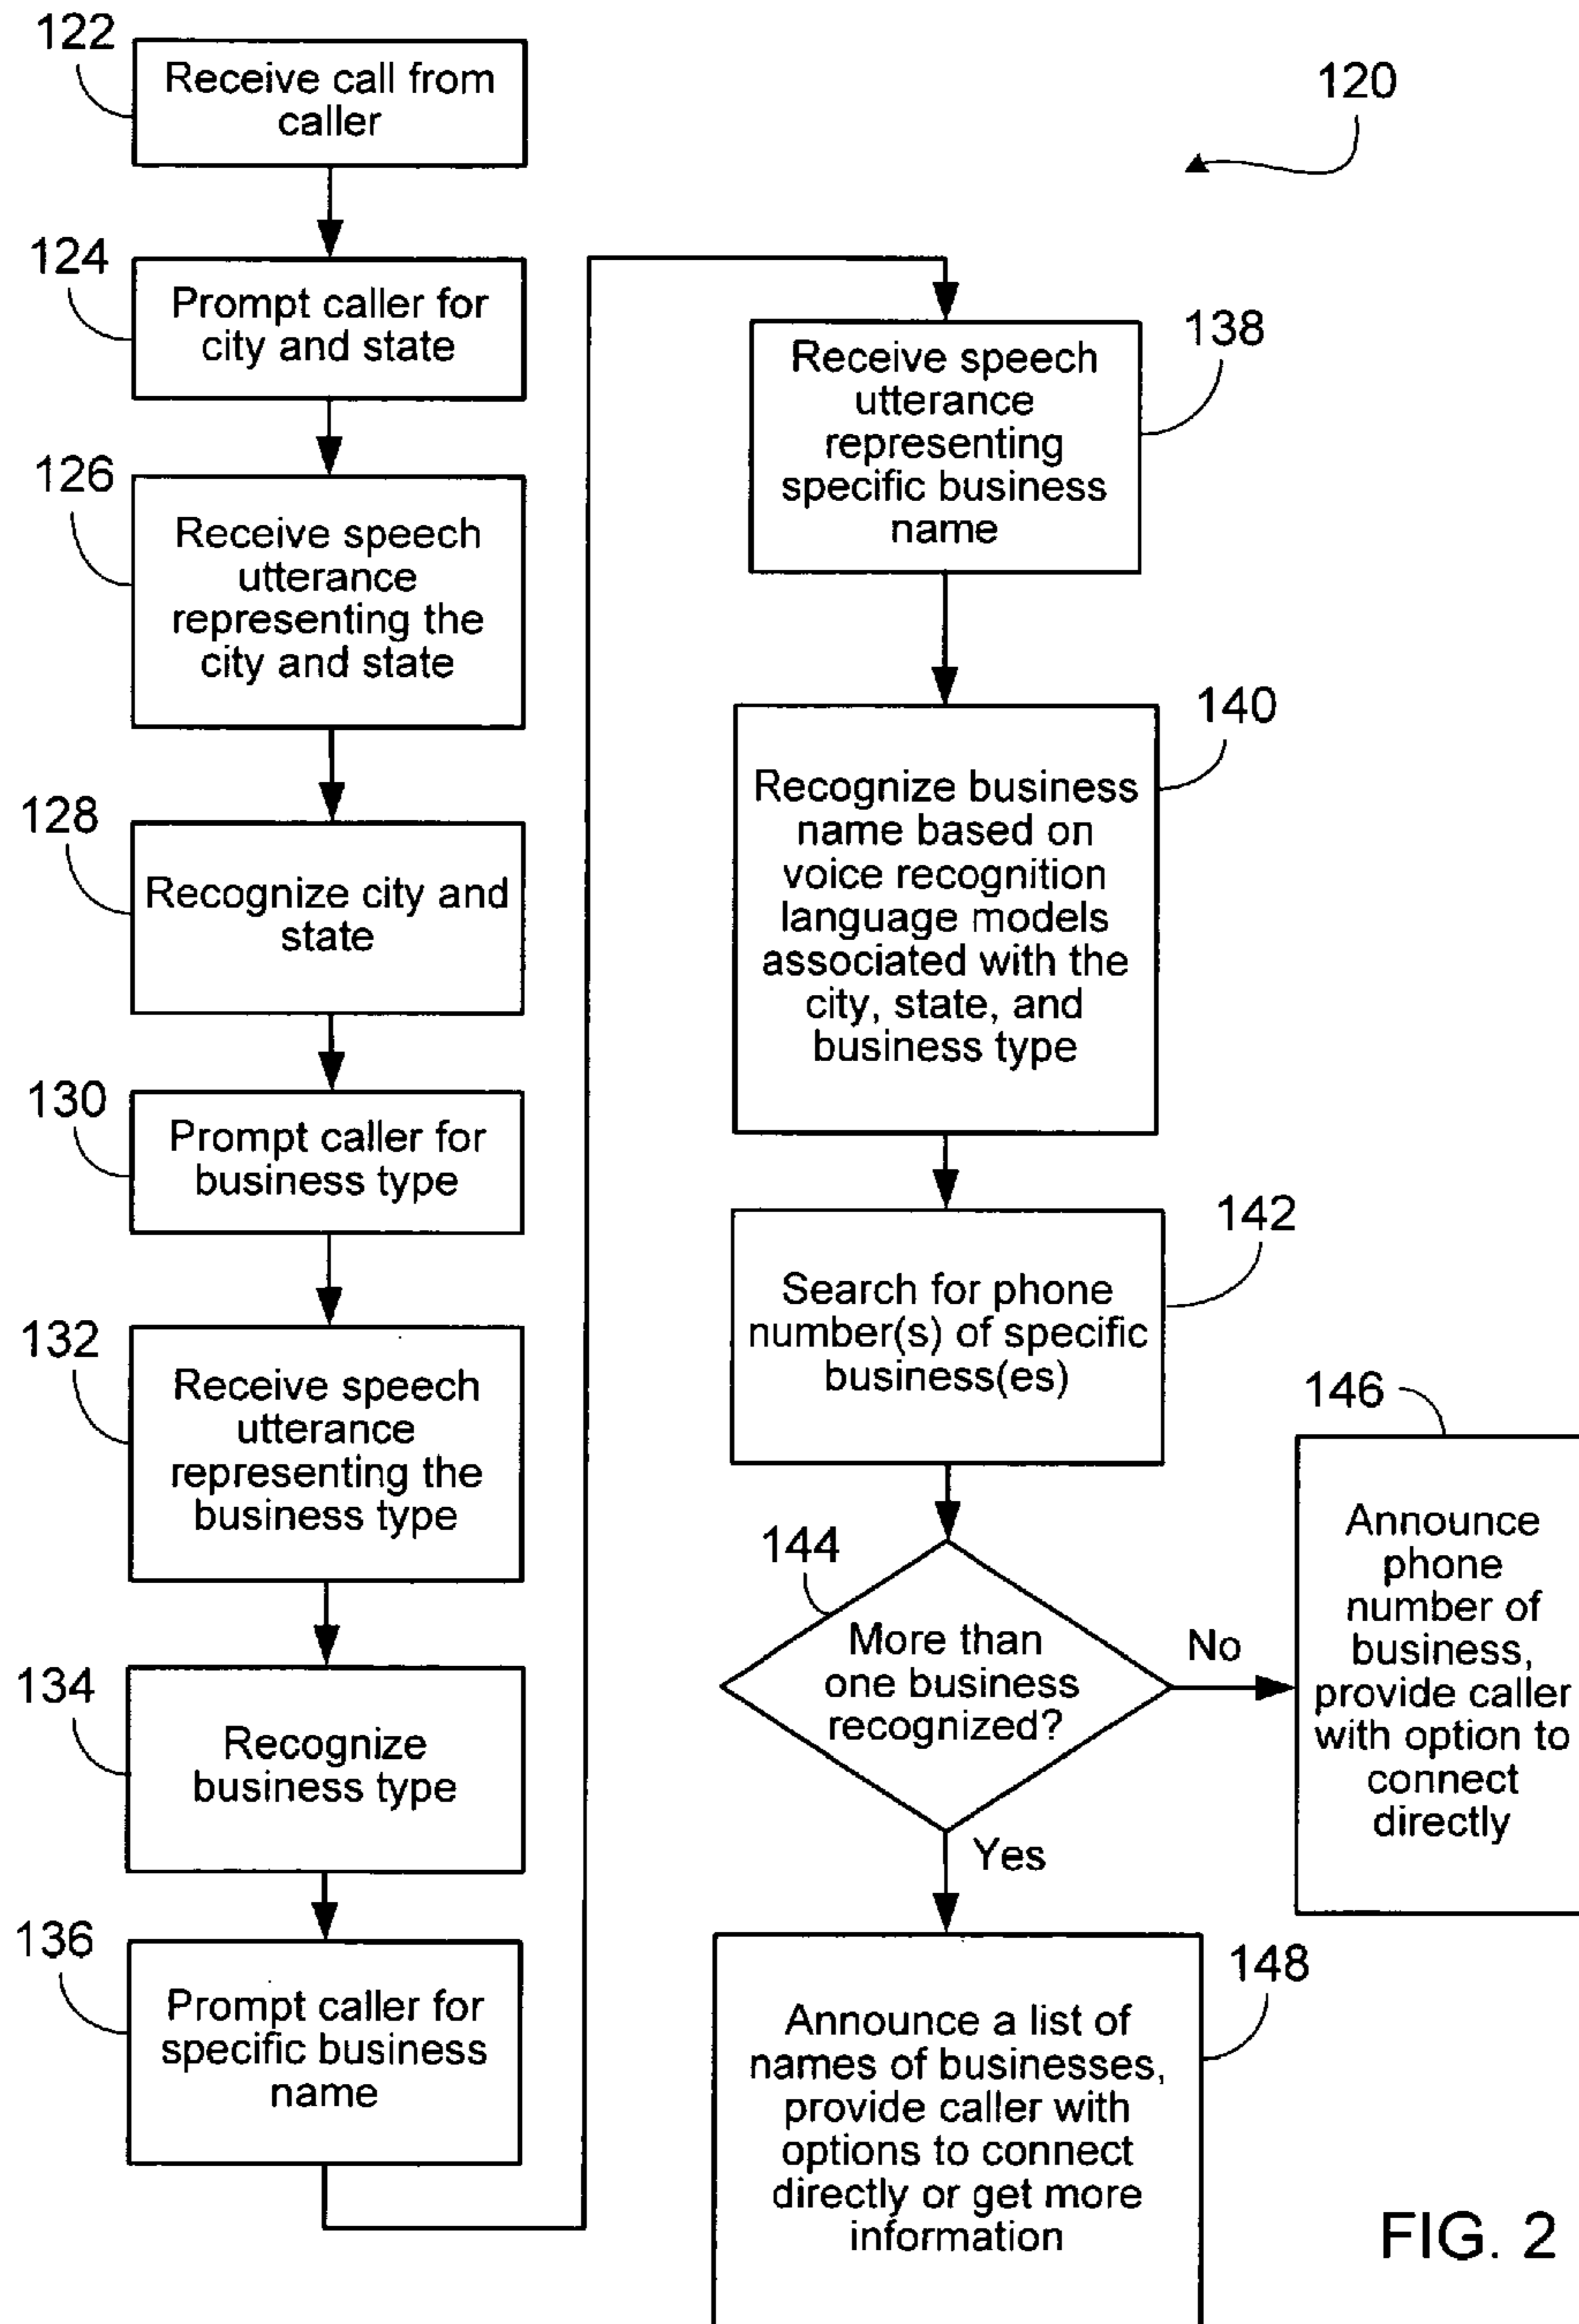 122
Receive call from
caller
120
124
Prompt caller for
city and state
126
Receive speech
utterance
representing the
city and state
128
Recognize city and
state
130
Prompt caller for
business type
132
Receive speech
utterance
representing the
business type
134
Recognize
business type
136
Prompt caller for
specific business
name
138
Receive speech
utterance
representing
specific business
name
140
Recognize business
name based on
voice recognition
language models
associated with the
city, state, and
business type
142
Search for phone
number(s) of specific
business(es)
144
More than
one business
recognized?
No
146
Announce
phone
number of
business,
provide caller
with option to
connect
directly
Yes
148
Announce a list of
names of businesses,
provide caller with
options to connect
directly or get more
information
FIG. 2